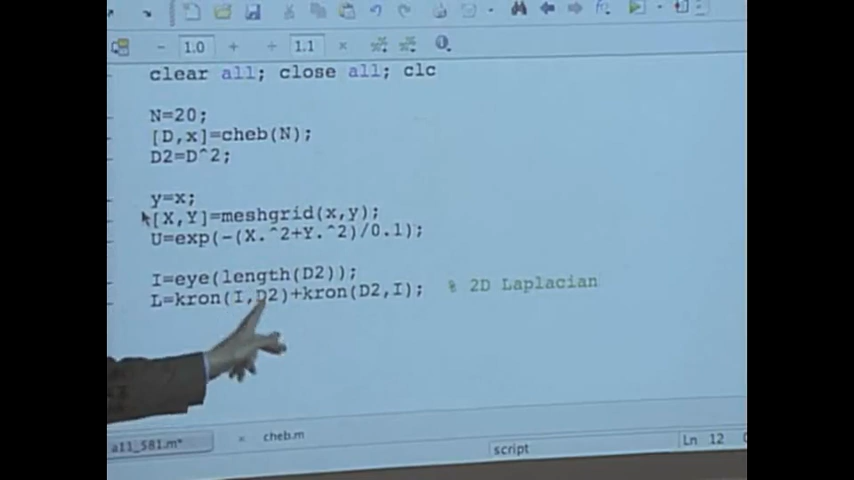 1.0
1.1
clear all; close all; clc
N=20;
[D,x]=cheb(N);
D2=D^2;
y=x;
[X,Y]=meshgrid(x,y);
U=exp(-(X.^2+Y.^2)/0.1);
I=eye(length(D2));
L=kron(I,D2)+kron(D2,I); % 2D Laplacian
a11_581.m* × cheb.m
script Ln 12